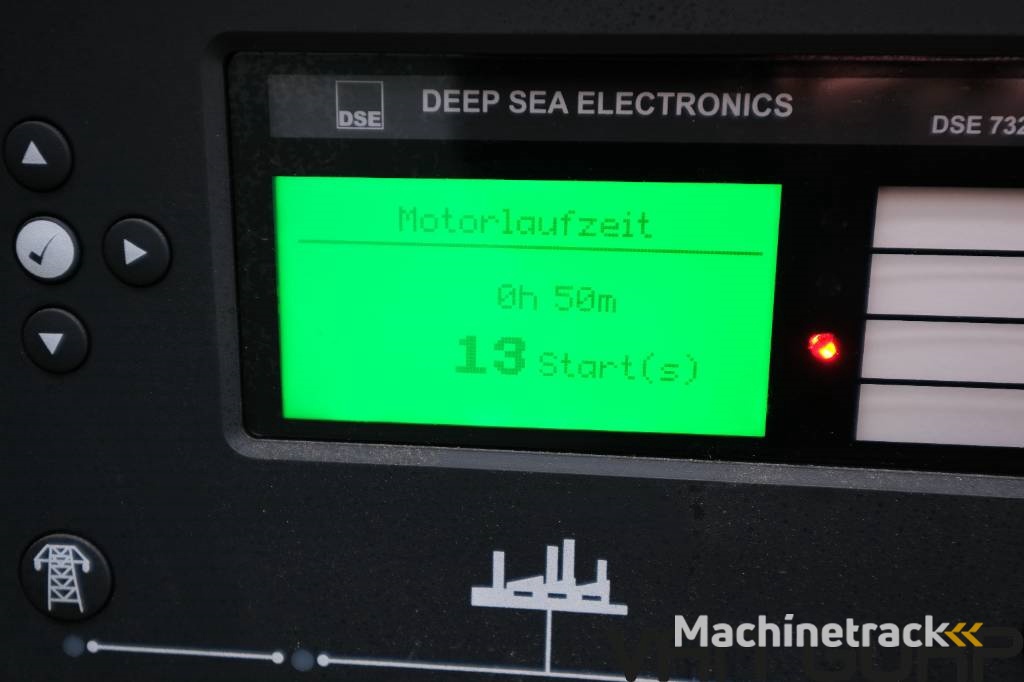 DSE
DEEP SEA ELECTRONICS
DSE 732
Motorlaufzeit
0h 50m
13 Start(s)
Machinetrack